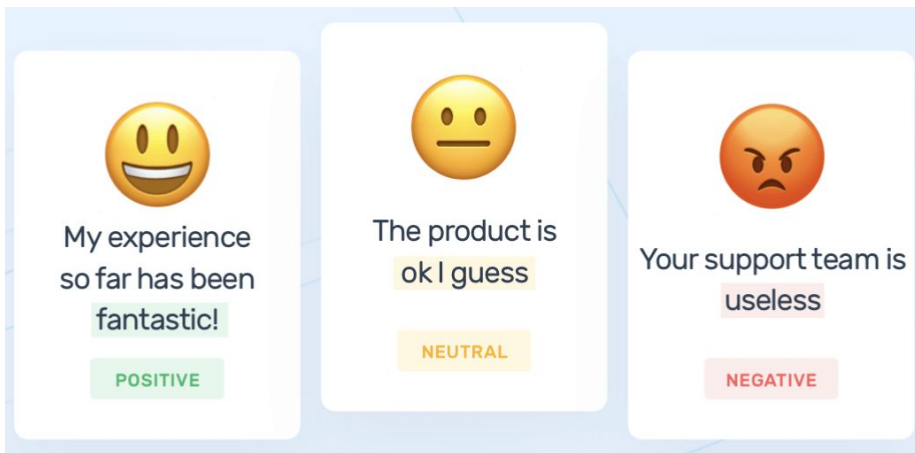 My experience
so far has been
fantastic!
POSITIVE
The product is
ok I guess
NEUTRAL
Your support team is
useless
NEGATIVE